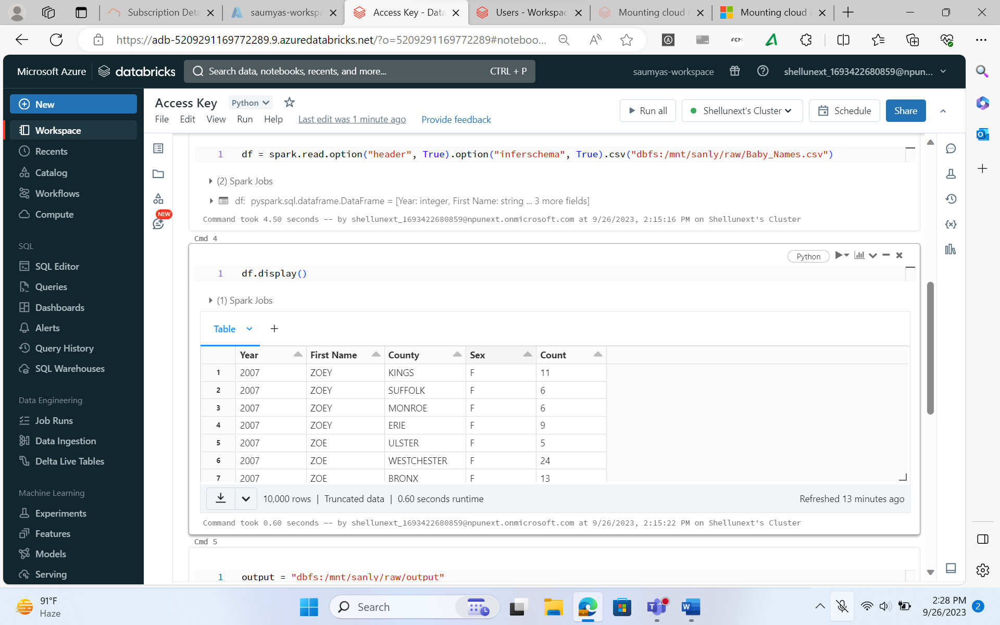 Subscription Deta
saumyas-workspa
Access Key - Data
Users - Workspac
Mounting cloud
Mounting cloud
https://adb-5209291169772289.9.azuredatabricks.net/?o=5209291169772289#noteboo...
Microsoft Azure
databricks
Search data, notebooks, recents, and more...
CTRL + P
saumyas-workspace
shellunext_1693422680859@npun...
New
Workspace
Recents
Catalog
Workflows
Compute
SQL
SQL Editor
Queries
Dashboards
Alerts
Query History
SQL Warehouses
Data Engineering
Job Runs
Data Ingestion
Delta Live Tables
Machine Learning
Experiments
Features
Models
Serving
Access Key
Python
File Edit View Run Help
Last edit was 1 minute ago
Provide feedback
Run all
Shellunext's Cluster
Schedule
Share
NEW
1 df = spark.read.option("header", True).option("inferschema", True).csv("dbfs:/mnt/sanly/raw/Baby_Names.csv")
(2) Spark Jobs
df: pyspark.sql.dataframe.DataFrame = [Year: integer, First Name: string ... 3 more fields]
Command took 4.50 seconds -- by shellunext_1693422680859@npunext.onmicrosoft.com at 9/26/2023, 2:15:16 PM on Shellunext's Cluster
Cmd 4
Python
1 df.display()
(1) Spark Jobs
Table +
Year First Name County Sex Count
1 2007 ZOEY KINGS F 11
2 2007 ZOEY SUFFOLK F 6
3 2007 ZOEY MONROE F 6
4 2007 ZOEY ERIE F 9
5 2007 ZOE ULSTER F 5
6 2007 ZOE WESTCHESTER F 24
7 2007 ZOE BRONX F 13
10,000 rows | Truncated data | 0.60 seconds runtime
Refreshed 13 minutes ago
Command took 0.60 seconds -- by shellunext_1693422680859@npunext.onmicrosoft.com at 9/26/2023, 2:15:22 PM on Shellunext's Cluster
Cmd 5
1 output = "dbfs:/mnt/sanly/raw/output"
91°F
Haze
Search
2:28 PM
9/26/2023
2